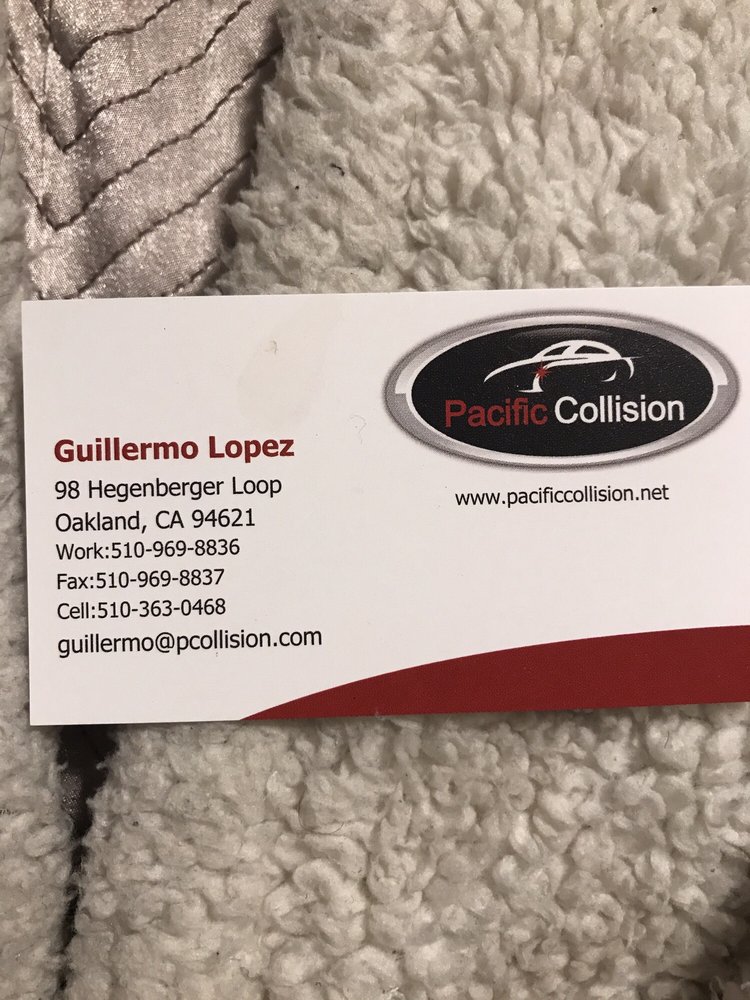 Pacific Collision
www.pacificcollision.net
Guillermo Lopez
98 Hegenberger Loop
Oakland, CA 94621
Work:510-969-8836
Fax:510-969-8837
Cell:510-363-0468
guillermo@pcollision.com